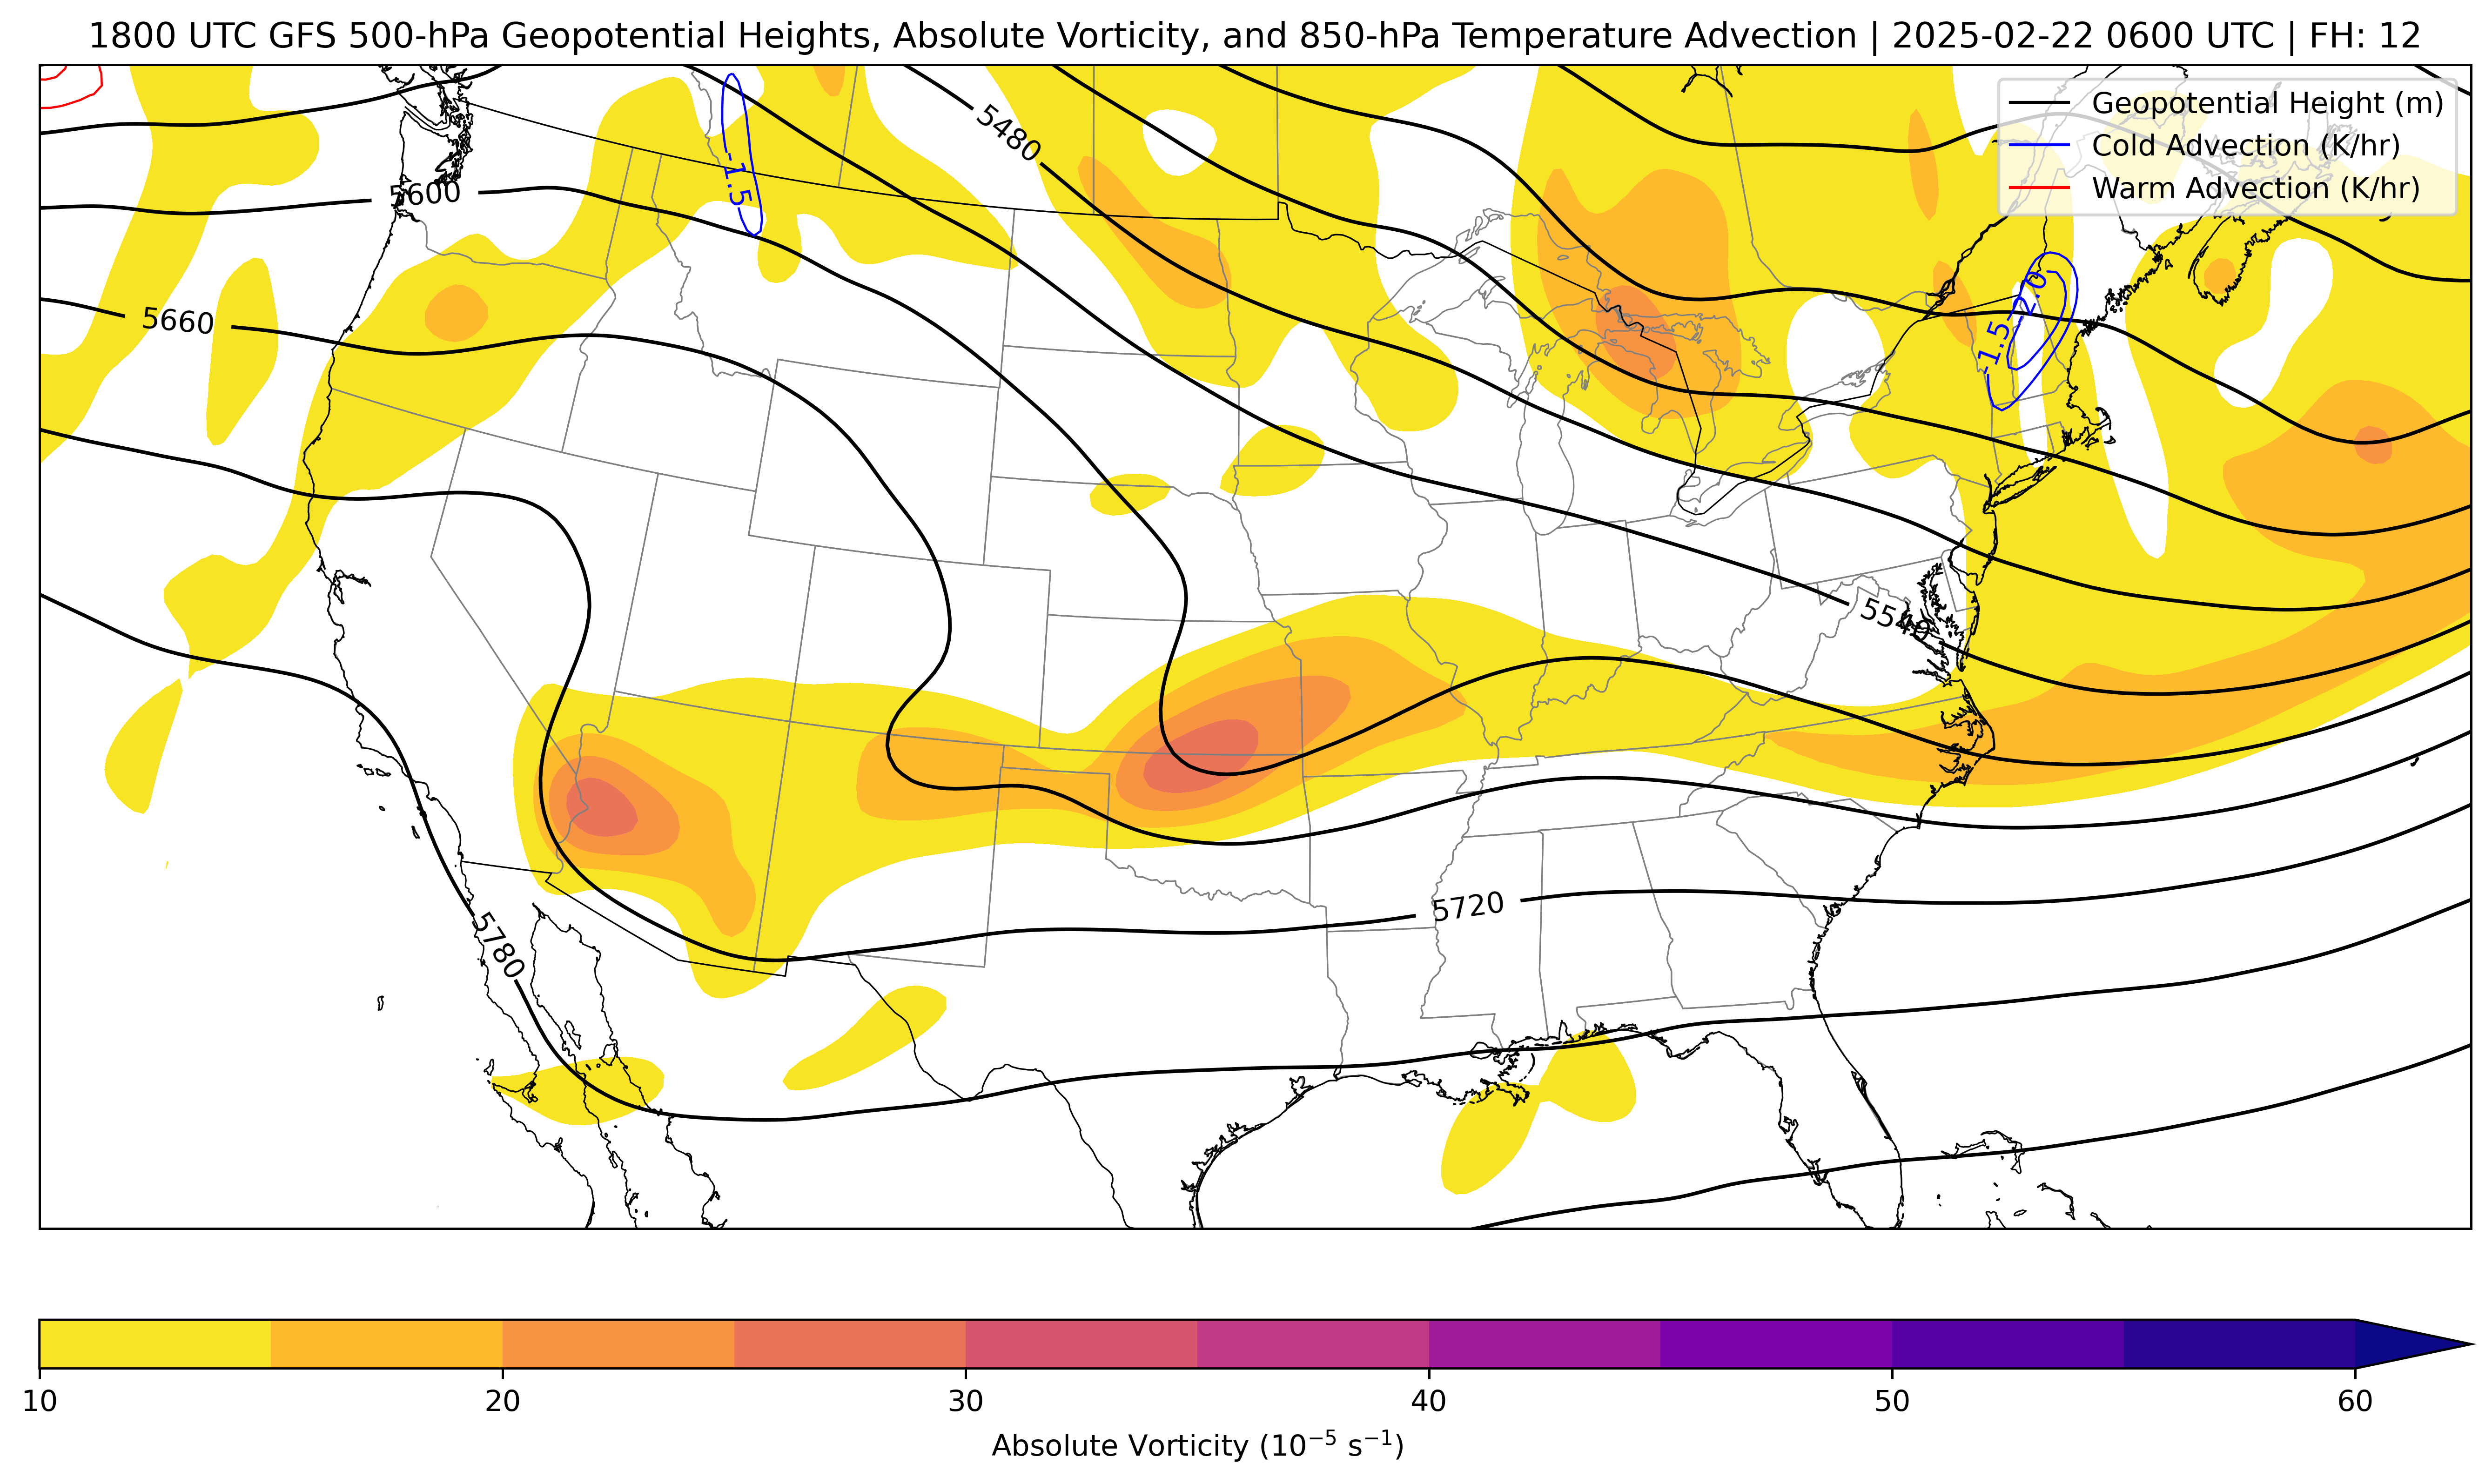 1800 UTC GFS 500-hPa Geopotential Heights, Absolute Vorticity, and 850-hPa Temperature Advection | 2025-02-22 0600 UTC | FH: 12
Geopotential Height (m)
Cold Advection (K/hr)
Warm Advection (K/hr)
5480
-1.5
5600
5660
-2.0
-1.5
5540
5720
5780
10 20 30 40 50 60
Absolute Vorticity (10⁻⁵ s⁻¹)